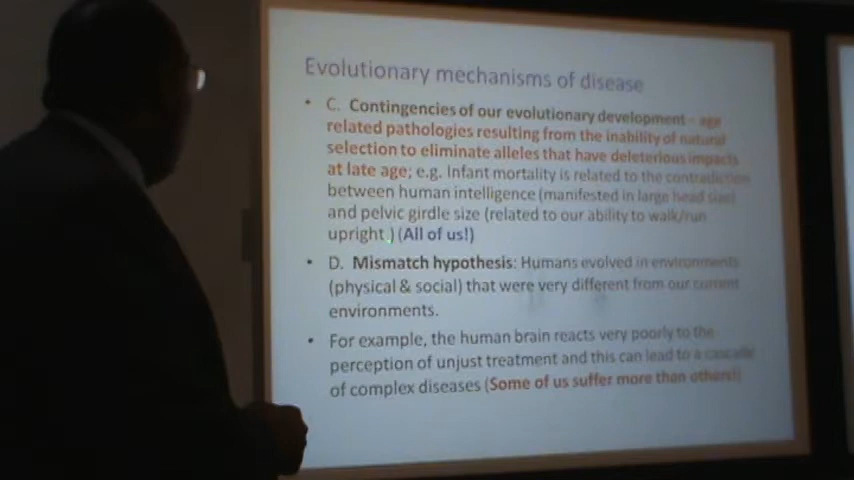 Evolutionary mechanisms of disease
• C. Contingencies of our evolutionary development – age
related pathologies resulting from the inability of natural
selection to eliminate alleles that have deleterious impacts
at late age; e.g. Infant mortality is related to the contradiction
between human intelligence (manifested in large head size)
and pelvic girdle size (related to our ability to walk/run
upright.) (All of us!)
• D. Mismatch hypothesis: Humans evolved in environments
(physical & social) that were very different from our current
environments.
• For example, the human brain reacts very poorly to the
perception of unjust treatment and this can lead to a cascade
of complex diseases (Some of us suffer more than others!)